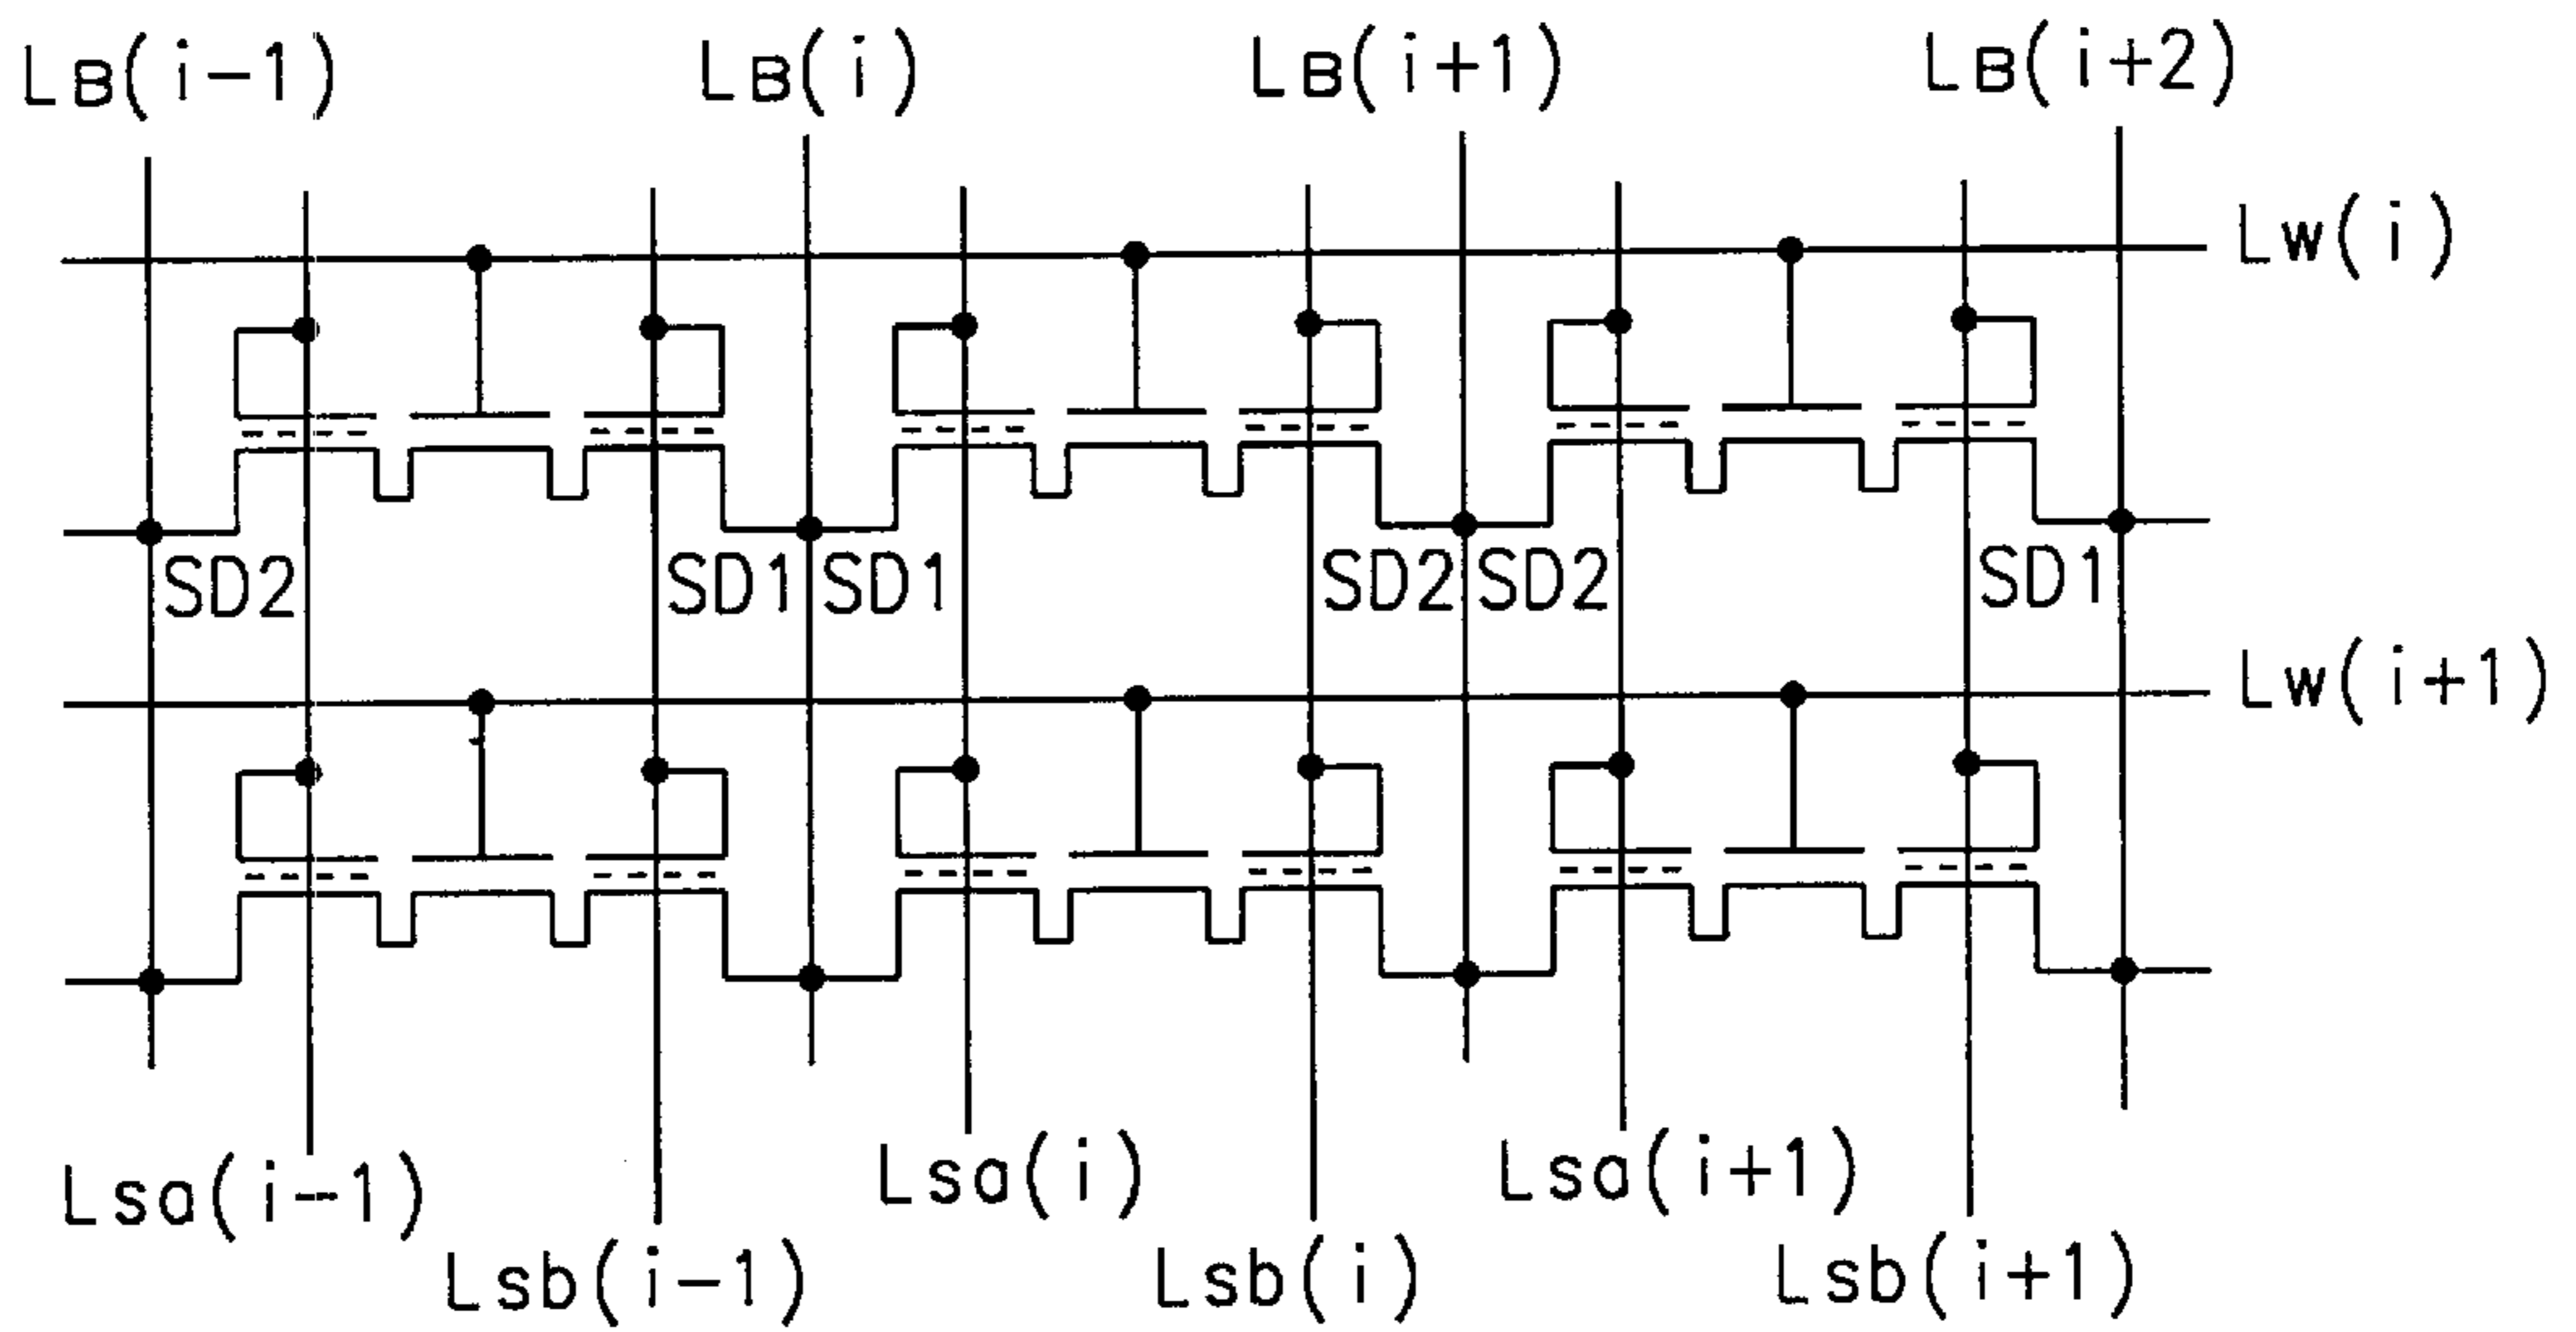 LB(i-1) LB(i) LB(i+1) LB(i+2)
Lw(i)
SD2 SD1 SD1 SD2 SD2 SD1
Lw(i+1)
Lsa(i-1) Lsa(i) Lsa(i+1)
Lsb(i-1) Lsb(i) Lsb(i+1)